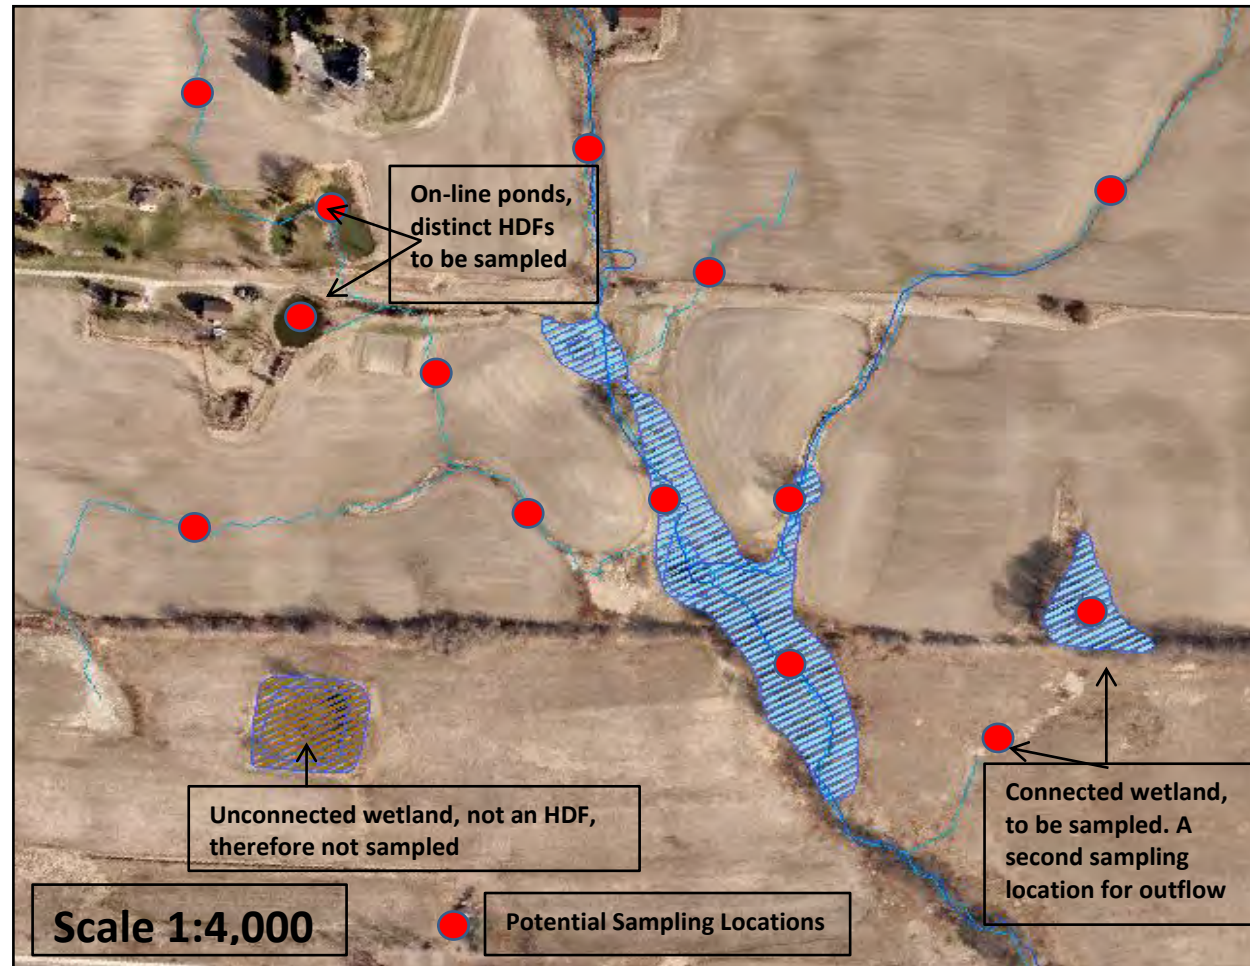 On-line ponds,
distinct HDFs
to be sampled
Unconnected wetland, not an HDF,
therefore not sampled
Connected wetland,
to be sampled. A
second sampling
location for outflow
Scale 1:4,000
Potential Sampling Locations